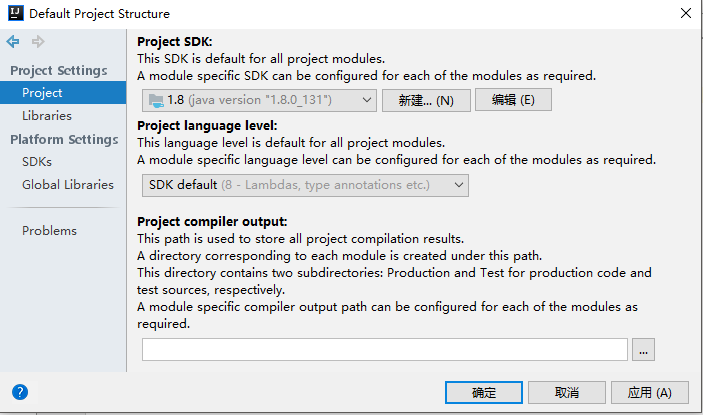 IJ Default Project Structure
Project Settings
Project
Libraries
Platform Settings
SDKs
Global Libraries
Problems
Project SDK:
This SDK is default for all project modules.
A module specific SDK can be configured for each of the modules as required.
1.8 (java version "1.8.0_131") 新建... (N) 编辑 (E)
Project language level:
This language level is default for all project modules.
A module specific language level can be configured for each of the modules as required.
SDK default (8 - Lambdas, type annotations etc.)
Project compiler output:
This path is used to store all project compilation results.
A directory corresponding to each module is created under this path.
This directory contains two subdirectories: Production and Test for production code and
test sources, respectively.
A module specific compiler output path can be configured for each of the modules as
required.
...
? 确定 取消 应用 (A)